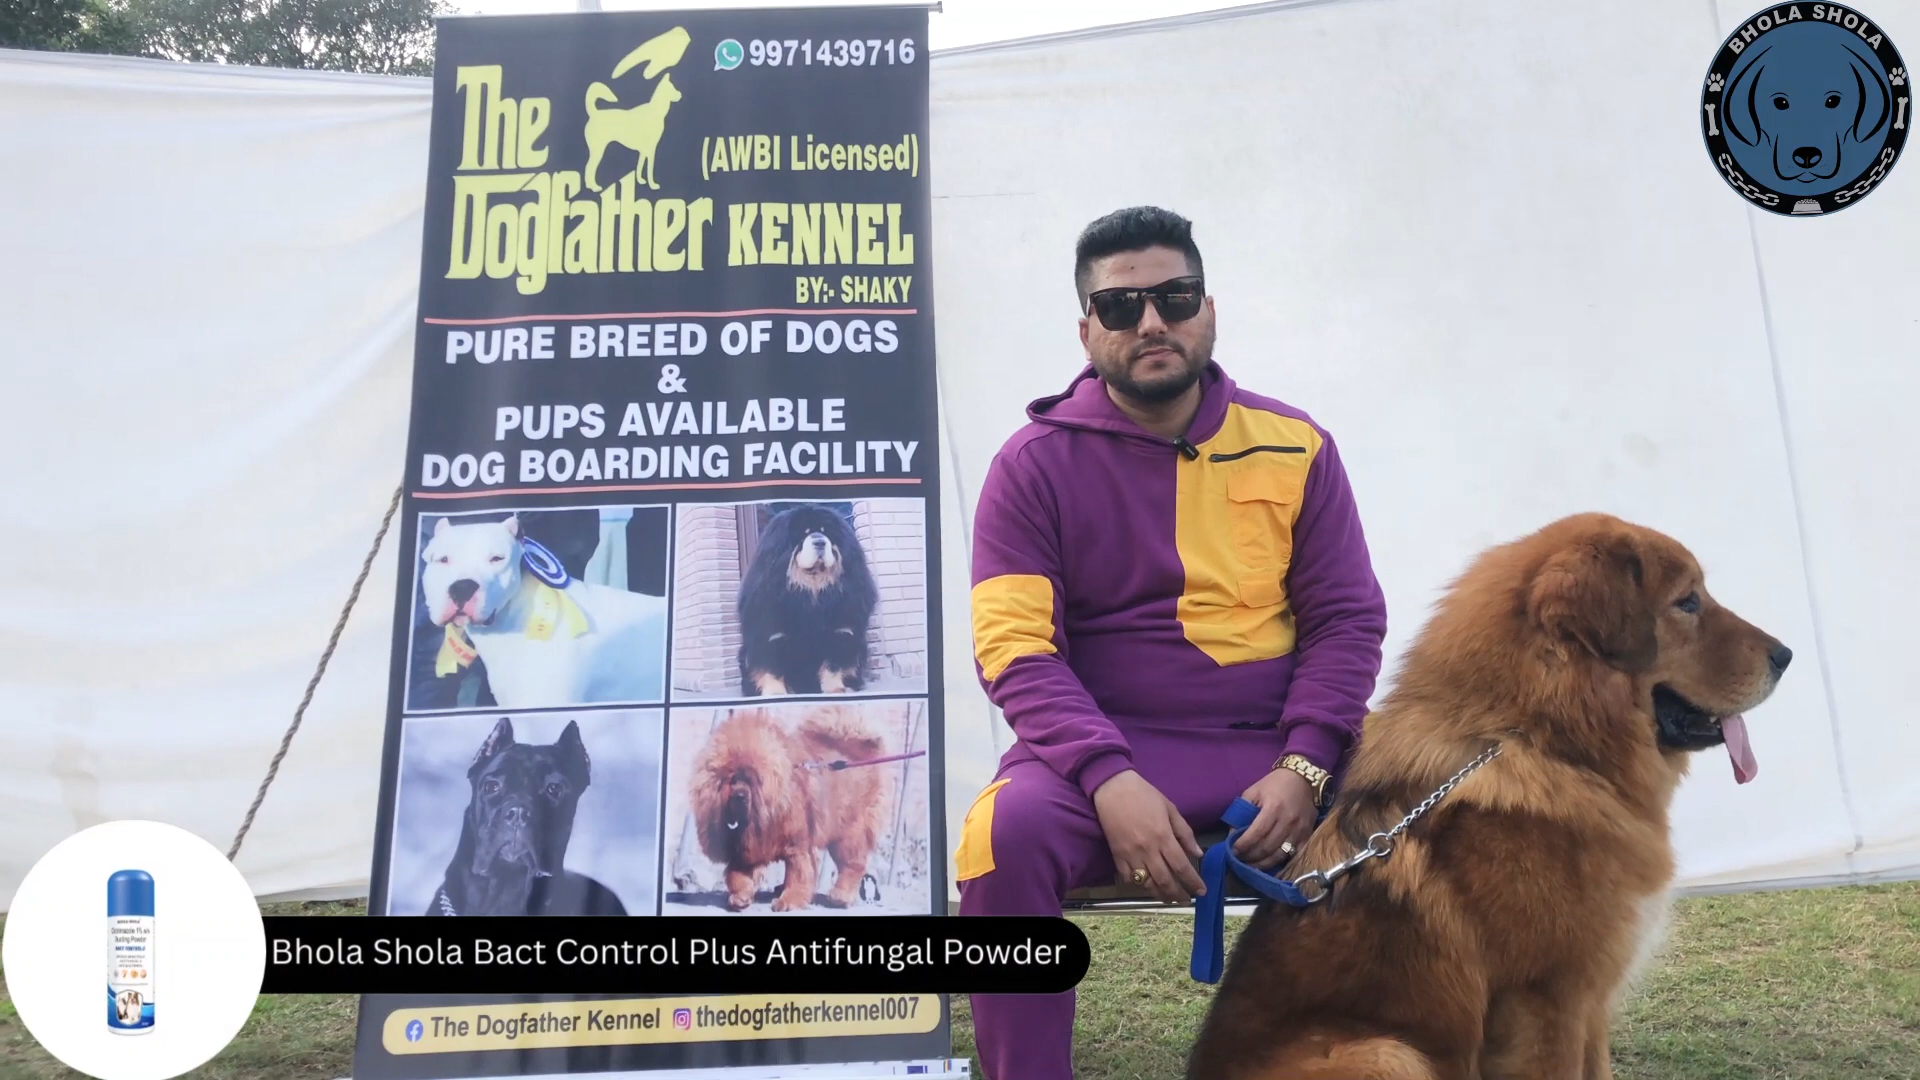 BHOLA SHOLA
9971439716
The
(AWBI Licensed)
Dogfather KENNEL
BY:- SHAKY
PURE BREED OF DOGS
&
PUPS AVAILABLE
DOG BOARDING FACILITY
Bhola Shola Bact Control Plus Antifungal Powder
The Dogfather Kennel thedogfatherkennel007